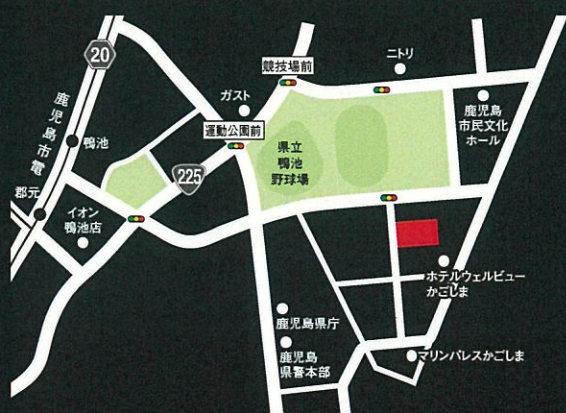 20
競技場前
ニトリ
ガスト
鹿児島市電
運動公園前
鹿児島
市民文化
ホール
鴨池
県立
鴨池
野球場
225
郡元
イオン
鴨池店
ホテルウェルビュー
かごしま
鹿児島県庁
鹿児島
県警本部
マリンパレスかごしま